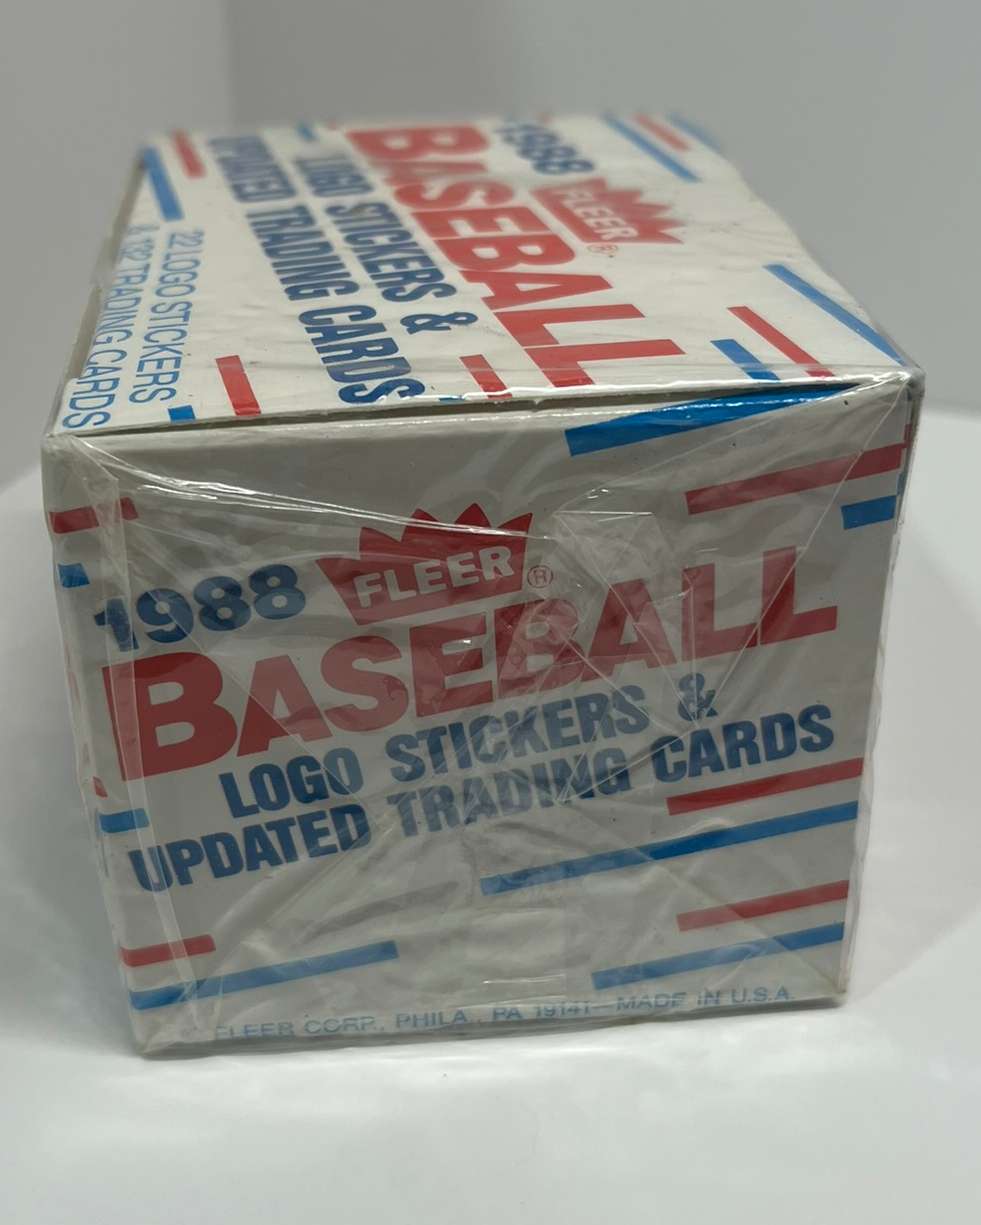 1988
FLEER®
BASEBALL
LOGO STICKERS &
UPDATED TRADING CARDS
22 LOGO STICKERS
& 132 TRADING CARDS
1988
FLEER®
BASEBALL
LOGO STICKERS &
UPDATED TRADING CARDS
FLEER CORP., PHILA., PA 19141—MADE IN U.S.A.